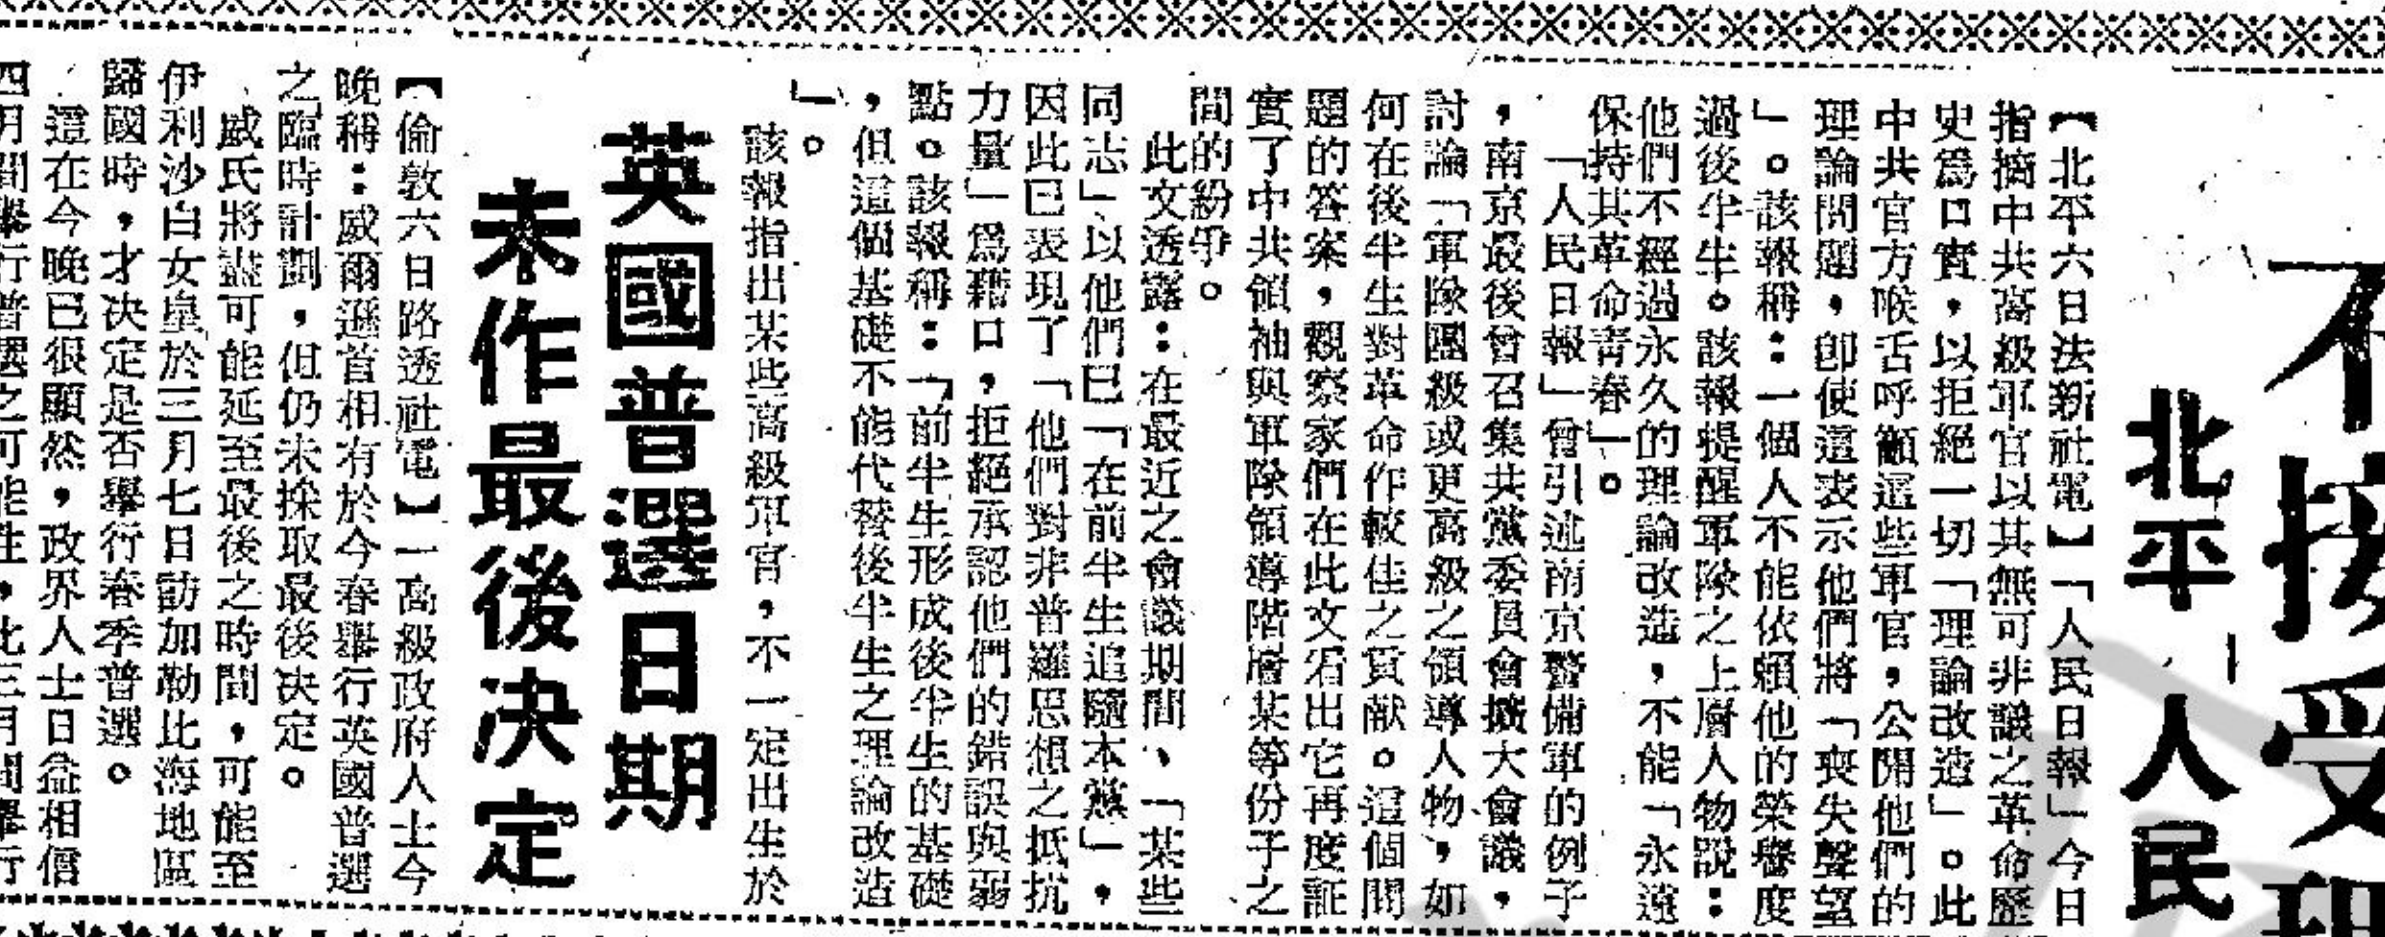 不接受理
北平人民
【北平六日法新社電】「人民日報」今日
指摘中共高級軍官以其無可非議之革命歷
史爲口實，以拒絕一切「理論改造」。此
中共官方喉舌呼籲這些軍官，公開他們的
理論問題，卽使這表示他們將「喪失聲望
」。該報稱：一個人不能依賴他的榮譽度
過後半生。該報提醒軍隊之上層人物說：
他們不經過永久的理論改造，不能「永遠
保持其革命靑春」。
「人民日報」曾引述南京警備軍的例子
，南京最後曾召集共黨委員會擴大會議，
討論「軍隊團級或更高級之領導人物，如
何在後半生對革命作較佳之貢献。這個問
題的答案，觀察家們在此文看出它再度証
實了中共領袖與軍隊領導階層某等份子之
間的紛爭。
此文透露：在最近之會議期間、「某些
同志」以他們已「在前半生追隨本黨」，
因此已表現了「他們對非普羅思想之抵抗
力量」爲藉口，拒絕承認他們的錯誤與弱
點。該報稱：「前半生形成後半生的基礎
，但這個基礎不能代替後半生之理論改造
」。
該報指出某些高級軍官，不一定出生於
英國普選日期
未作最後決定
【倫敦六日路透社電】一高級政府人士今
晚稱：威爾遜首相有於今春舉行英國普選
之臨時計劃，但仍未採取最後決定。
威氏將盡可能延至最後之時間，可能至
伊利沙白女皇於三月七日訪加勒比海地區
歸國時，才決定是否舉行春季普選。
這在今晚已很顯然，政界人士日益相信
四月間舉行普選之可能性，比三月間舉行